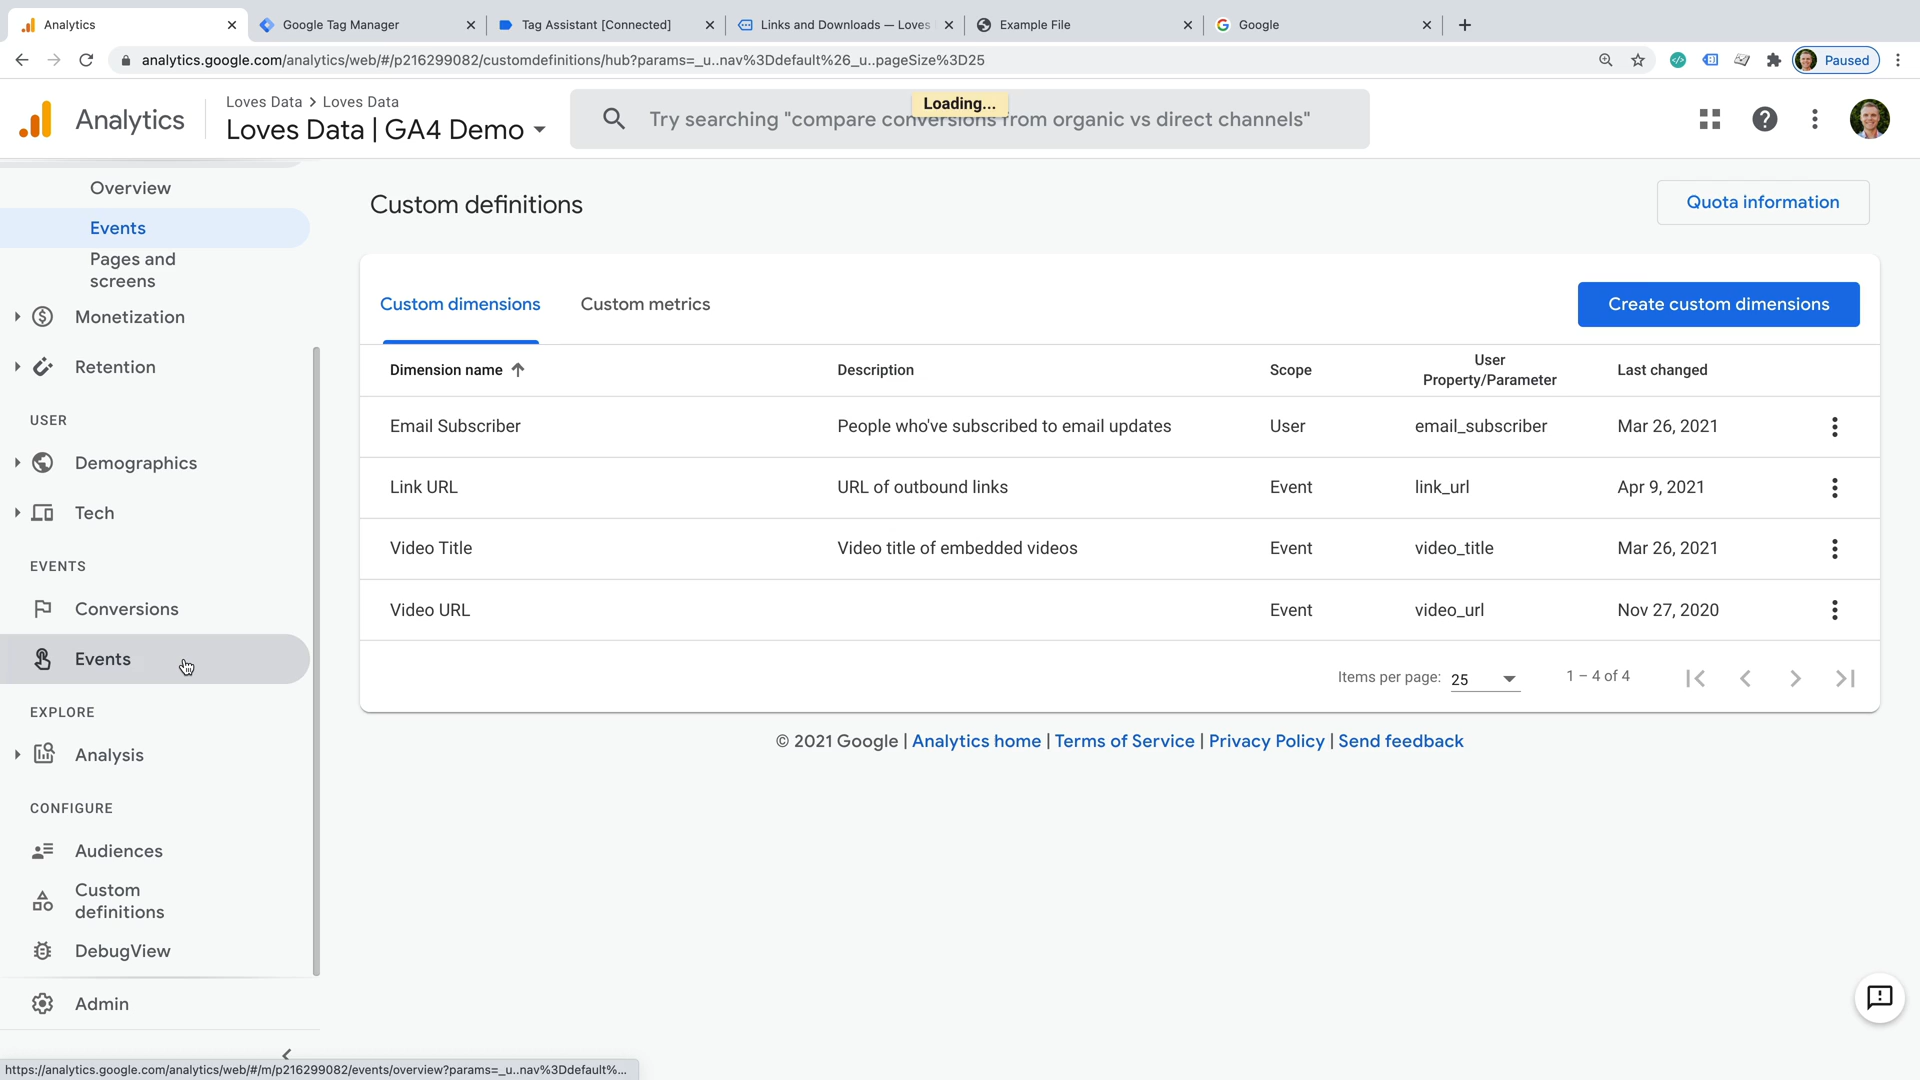 Analytics
Google Tag Manager
Tag Assistant [Connected]
Links and Downloads — Loves
Example File
Google
analytics.google.com/analytics/web/#/p216299082/customdefinitions/hub?params=_u..nav%3Ddefault%26_u..pageSize%3D25
Paused
Analytics
Loves Data > Loves Data
Loves Data | GA4 Demo
Loading...
Try searching "compare conversions from organic vs direct channels"
Overview
Events
Pages and
screens
Monetization
Retention
USER
Demographics
Tech
EVENTS
Conversions
Events
EXPLORE
Analysis
CONFIGURE
Audiences
Custom
definitions
DebugView
Admin
Custom definitions
Quota information
Custom dimensions
Custom metrics
Create custom dimensions
Dimension name
Description
Scope
User
Property/Parameter
Last changed
Email Subscriber
People who've subscribed to email updates
User
email_subscriber
Mar 26, 2021
Link URL
URL of outbound links
Event
link_url
Apr 9, 2021
Video Title
Video title of embedded videos
Event
video_title
Mar 26, 2021
Video URL
Event
video_url
Nov 27, 2020
Items per page: 25
1 – 4 of 4
© 2021 Google | Analytics home | Terms of Service | Privacy Policy | Send feedback
https://analytics.google.com/analytics/web/#/m/p216299082/events/overview?params=_u..nav%3Ddefault%...